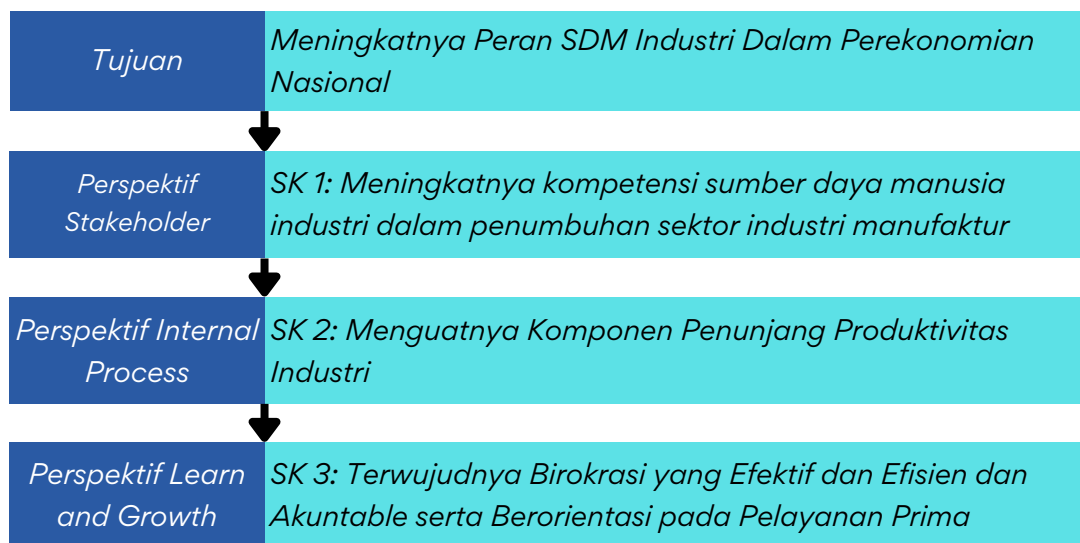 Tujuan
Meningkatnya Peran SDM Industri Dalam Perekonomian
Nasional
Perspektif
Stakeholder
SK 1: Meningkatnya kompetensi sumber daya manusia
industri dalam penumbuhan sektor industri manufaktur
Perspektif Internal
Process
SK 2: Menguatnya Komponen Penunjang Produktivitas
Industri
Perspektif Learn
and Growth
SK 3: Terwujudnya Birokrasi yang Efektif dan Efisien dan
Akuntable serta Berorientasi pada Pelayanan Prima